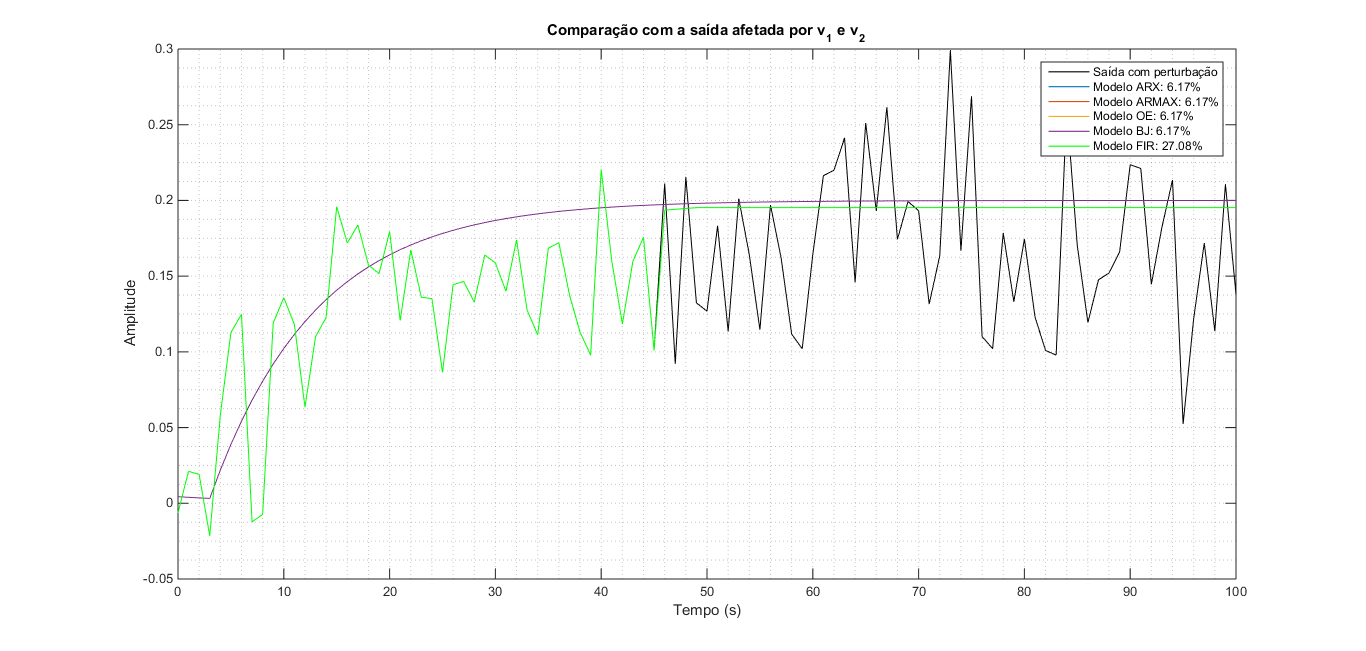 Comparação com a saída afetada por v1 e v2
0.3
0.25
0.2
0.15
0.1
0.05
0
-0.05
Amplitude
Saída com perturbação
Modelo ARX: 6.17%
Modelo ARMAX: 6.17%
Modelo OE: 6.17%
Modelo BJ: 6.17%
Modelo FIR: 27.08%
0 10 20 30 40 50 60 70 80 90 100
Tempo (s)